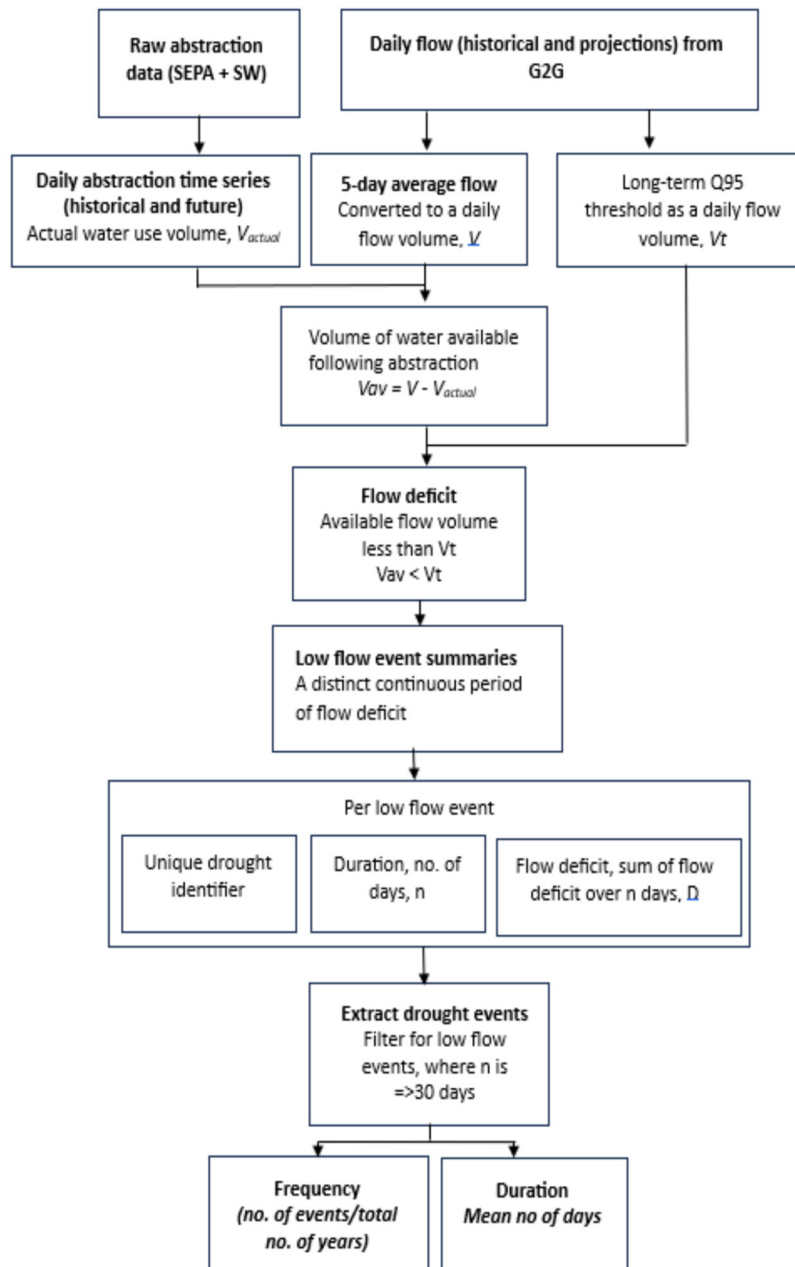 Raw abstraction
data (SEPA + SW)
Daily flow (historical and projections) from
G2G
Daily abstraction time series
(historical and future)
Actual water use volume, Vactual
5-day average flow
Converted to a daily
flow volume, V
Long-term Q95
threshold as a daily flow
volume, Vt
Volume of water available
following abstraction
Vav = V - Vactual
Flow deficit
Available flow volume
less than Vt
Vav < Vt
Low flow event summaries
A distinct continuous period
of flow deficit
Per low flow event
Unique drought
identifier
Duration, no. of
days, n
Flow deficit, sum of flow
deficit over n days, D
Extract drought events
Filter for low flow
events, where n is
=>30 days
Frequency
(no. of events/total
no. of years)
Duration
Mean no of days